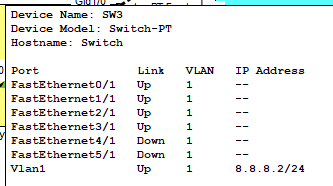 Device Name: SW3
Device Model: Switch-PT
Hostname: Switch
Port Link VLAN IP Address
FastEthernet0/1 Up 1 --
FastEthernet1/1 Up 1 --
FastEthernet2/1 Up 1 --
FastEthernet3/1 Up 1 --
FastEthernet4/1 Down 1 --
FastEthernet5/1 Down 1 --
Vlan1 Up 1 8.8.8.2/24